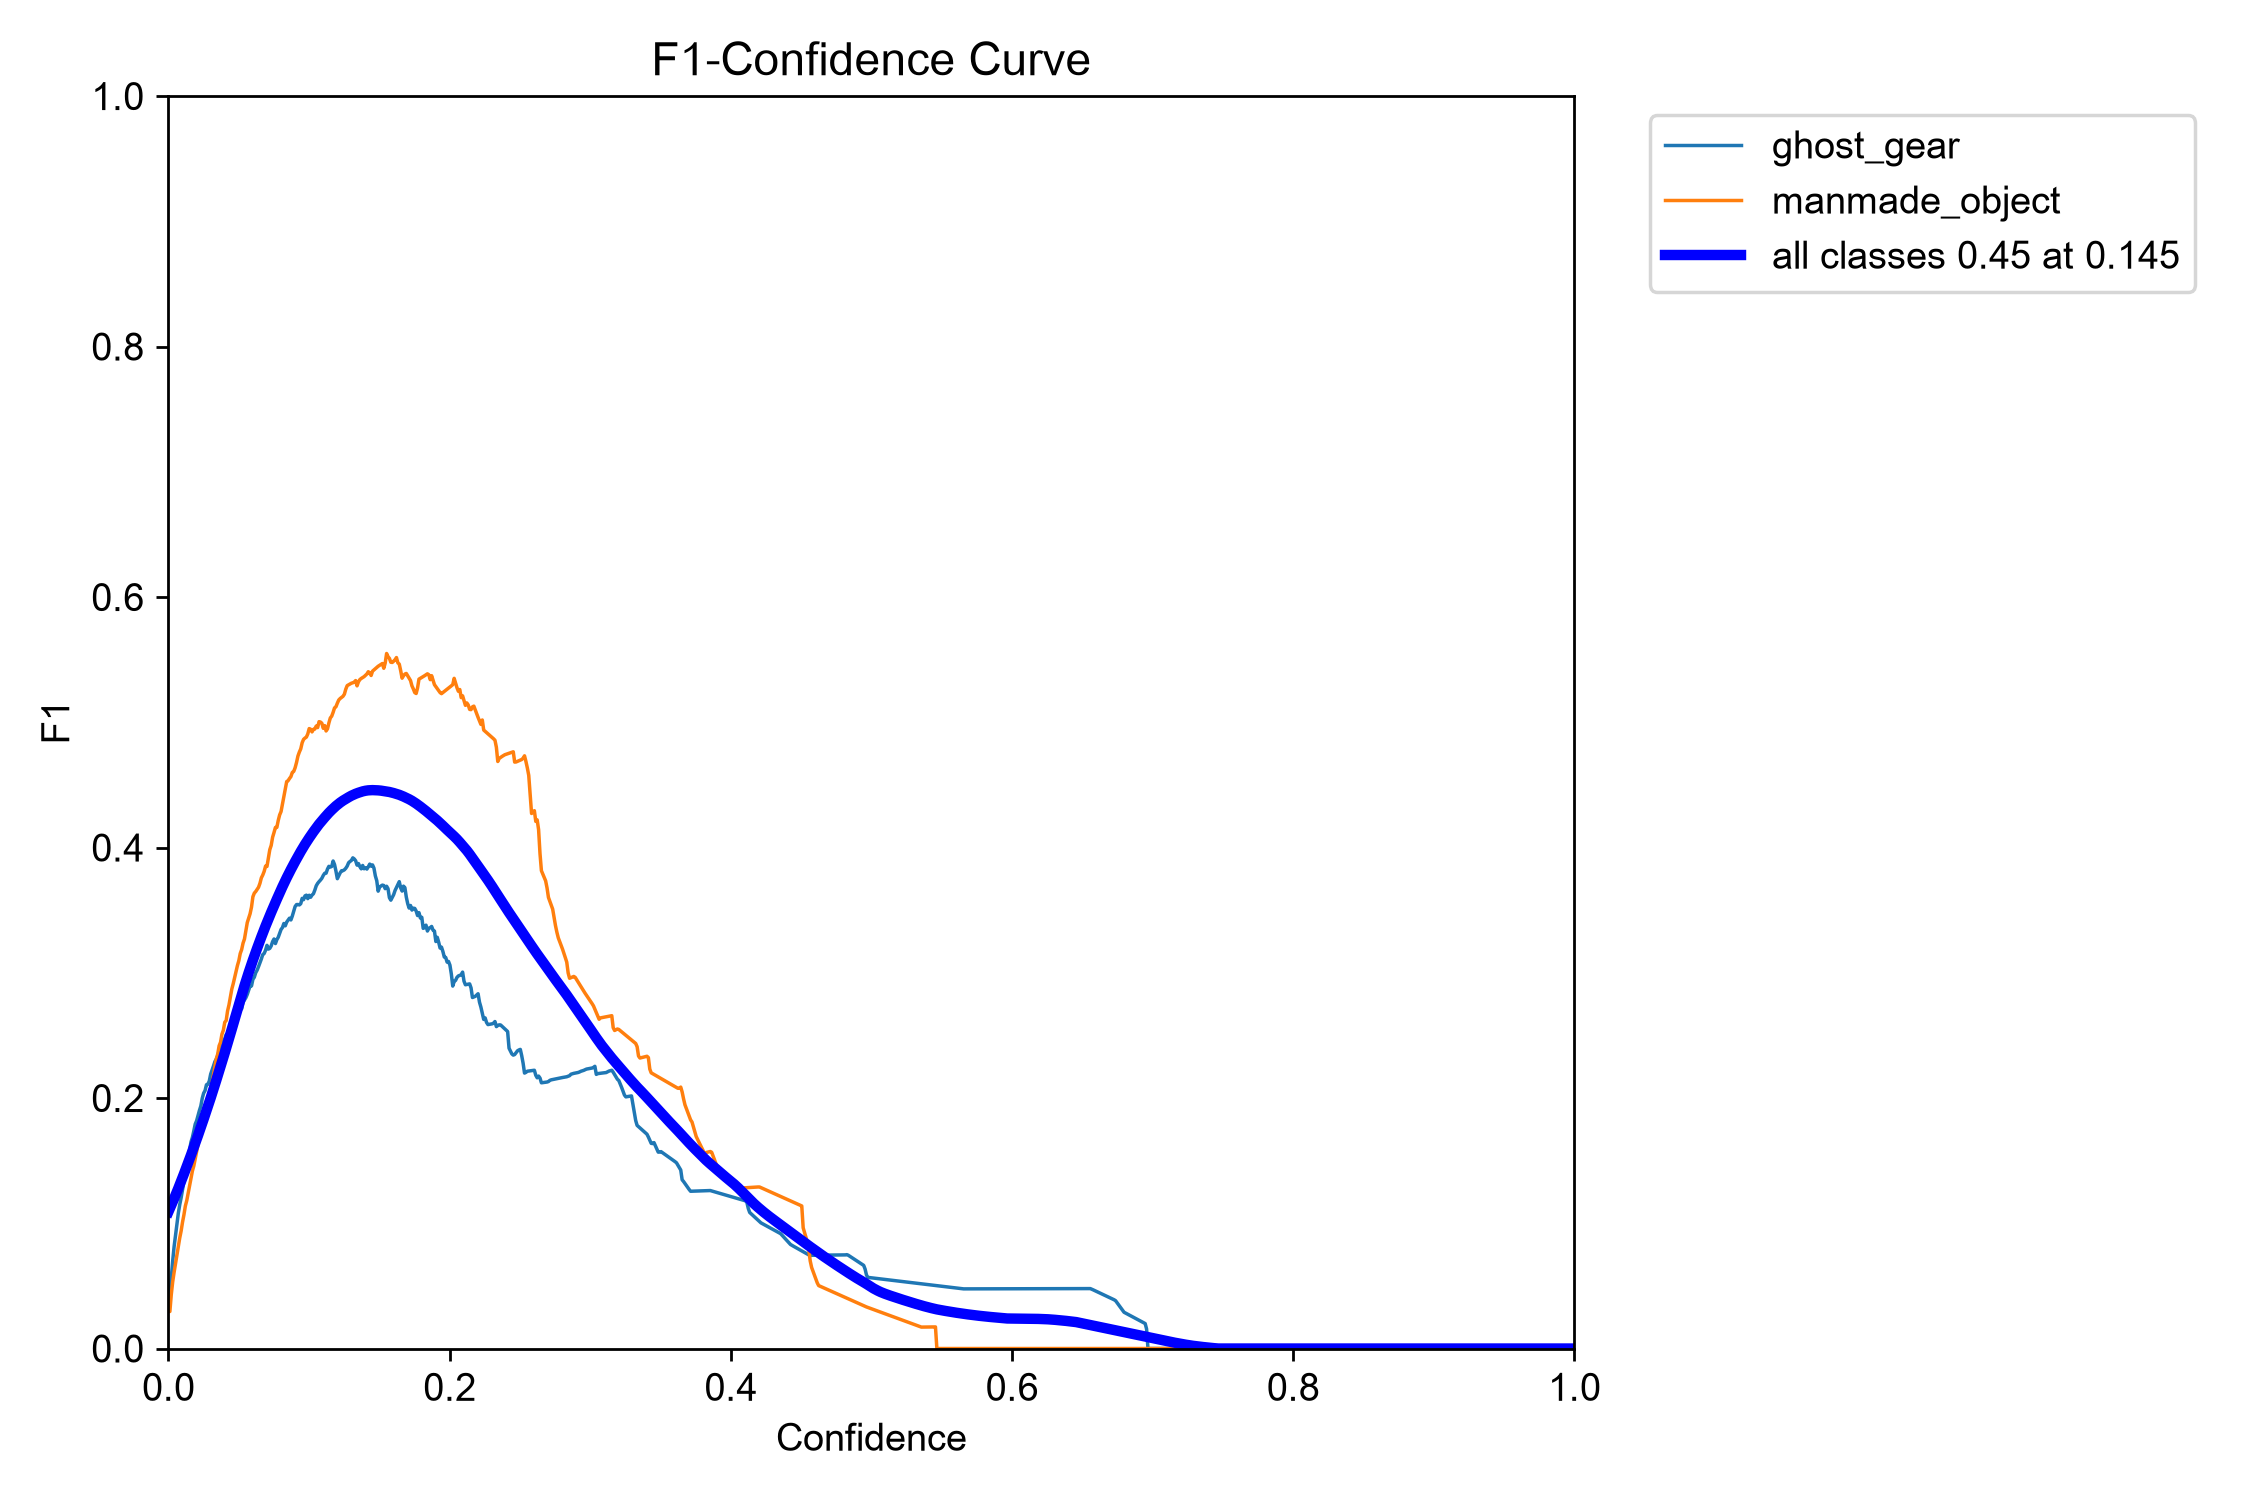 F1-Confidence Curve
1.0
0.8
0.6
0.4
0.2
0.0
F1
0.0 0.2 0.4 0.6 0.8 1.0
Confidence
ghost_gear
manmade_object
all classes 0.45 at 0.145